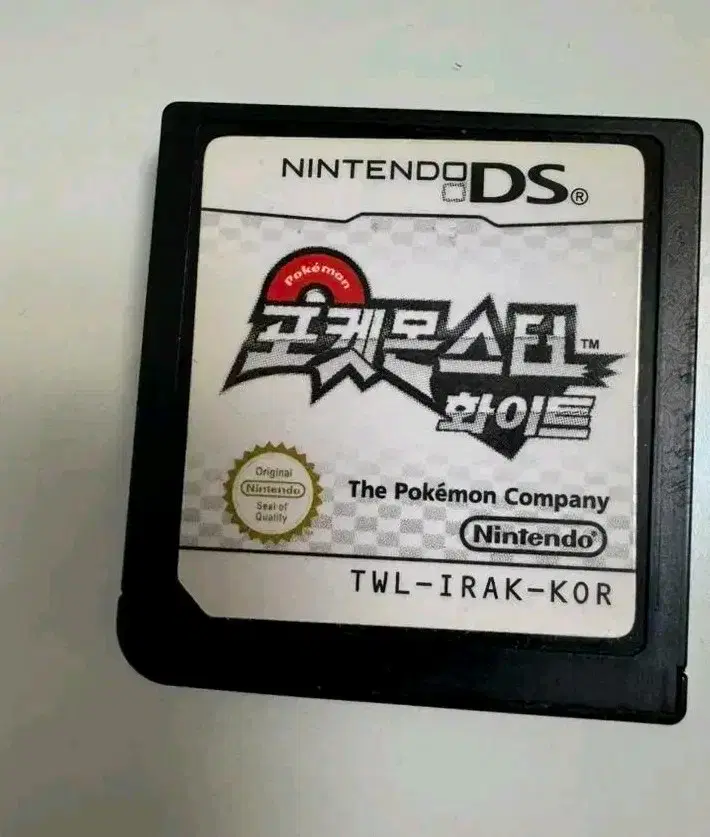 NINTENDO DS®
Pokémon
포켓몬스터™
화이트
Original
Nintendo
Seal of
Quality
The Pokémon Company
Nintendo®
TWL-IRAK-KOR